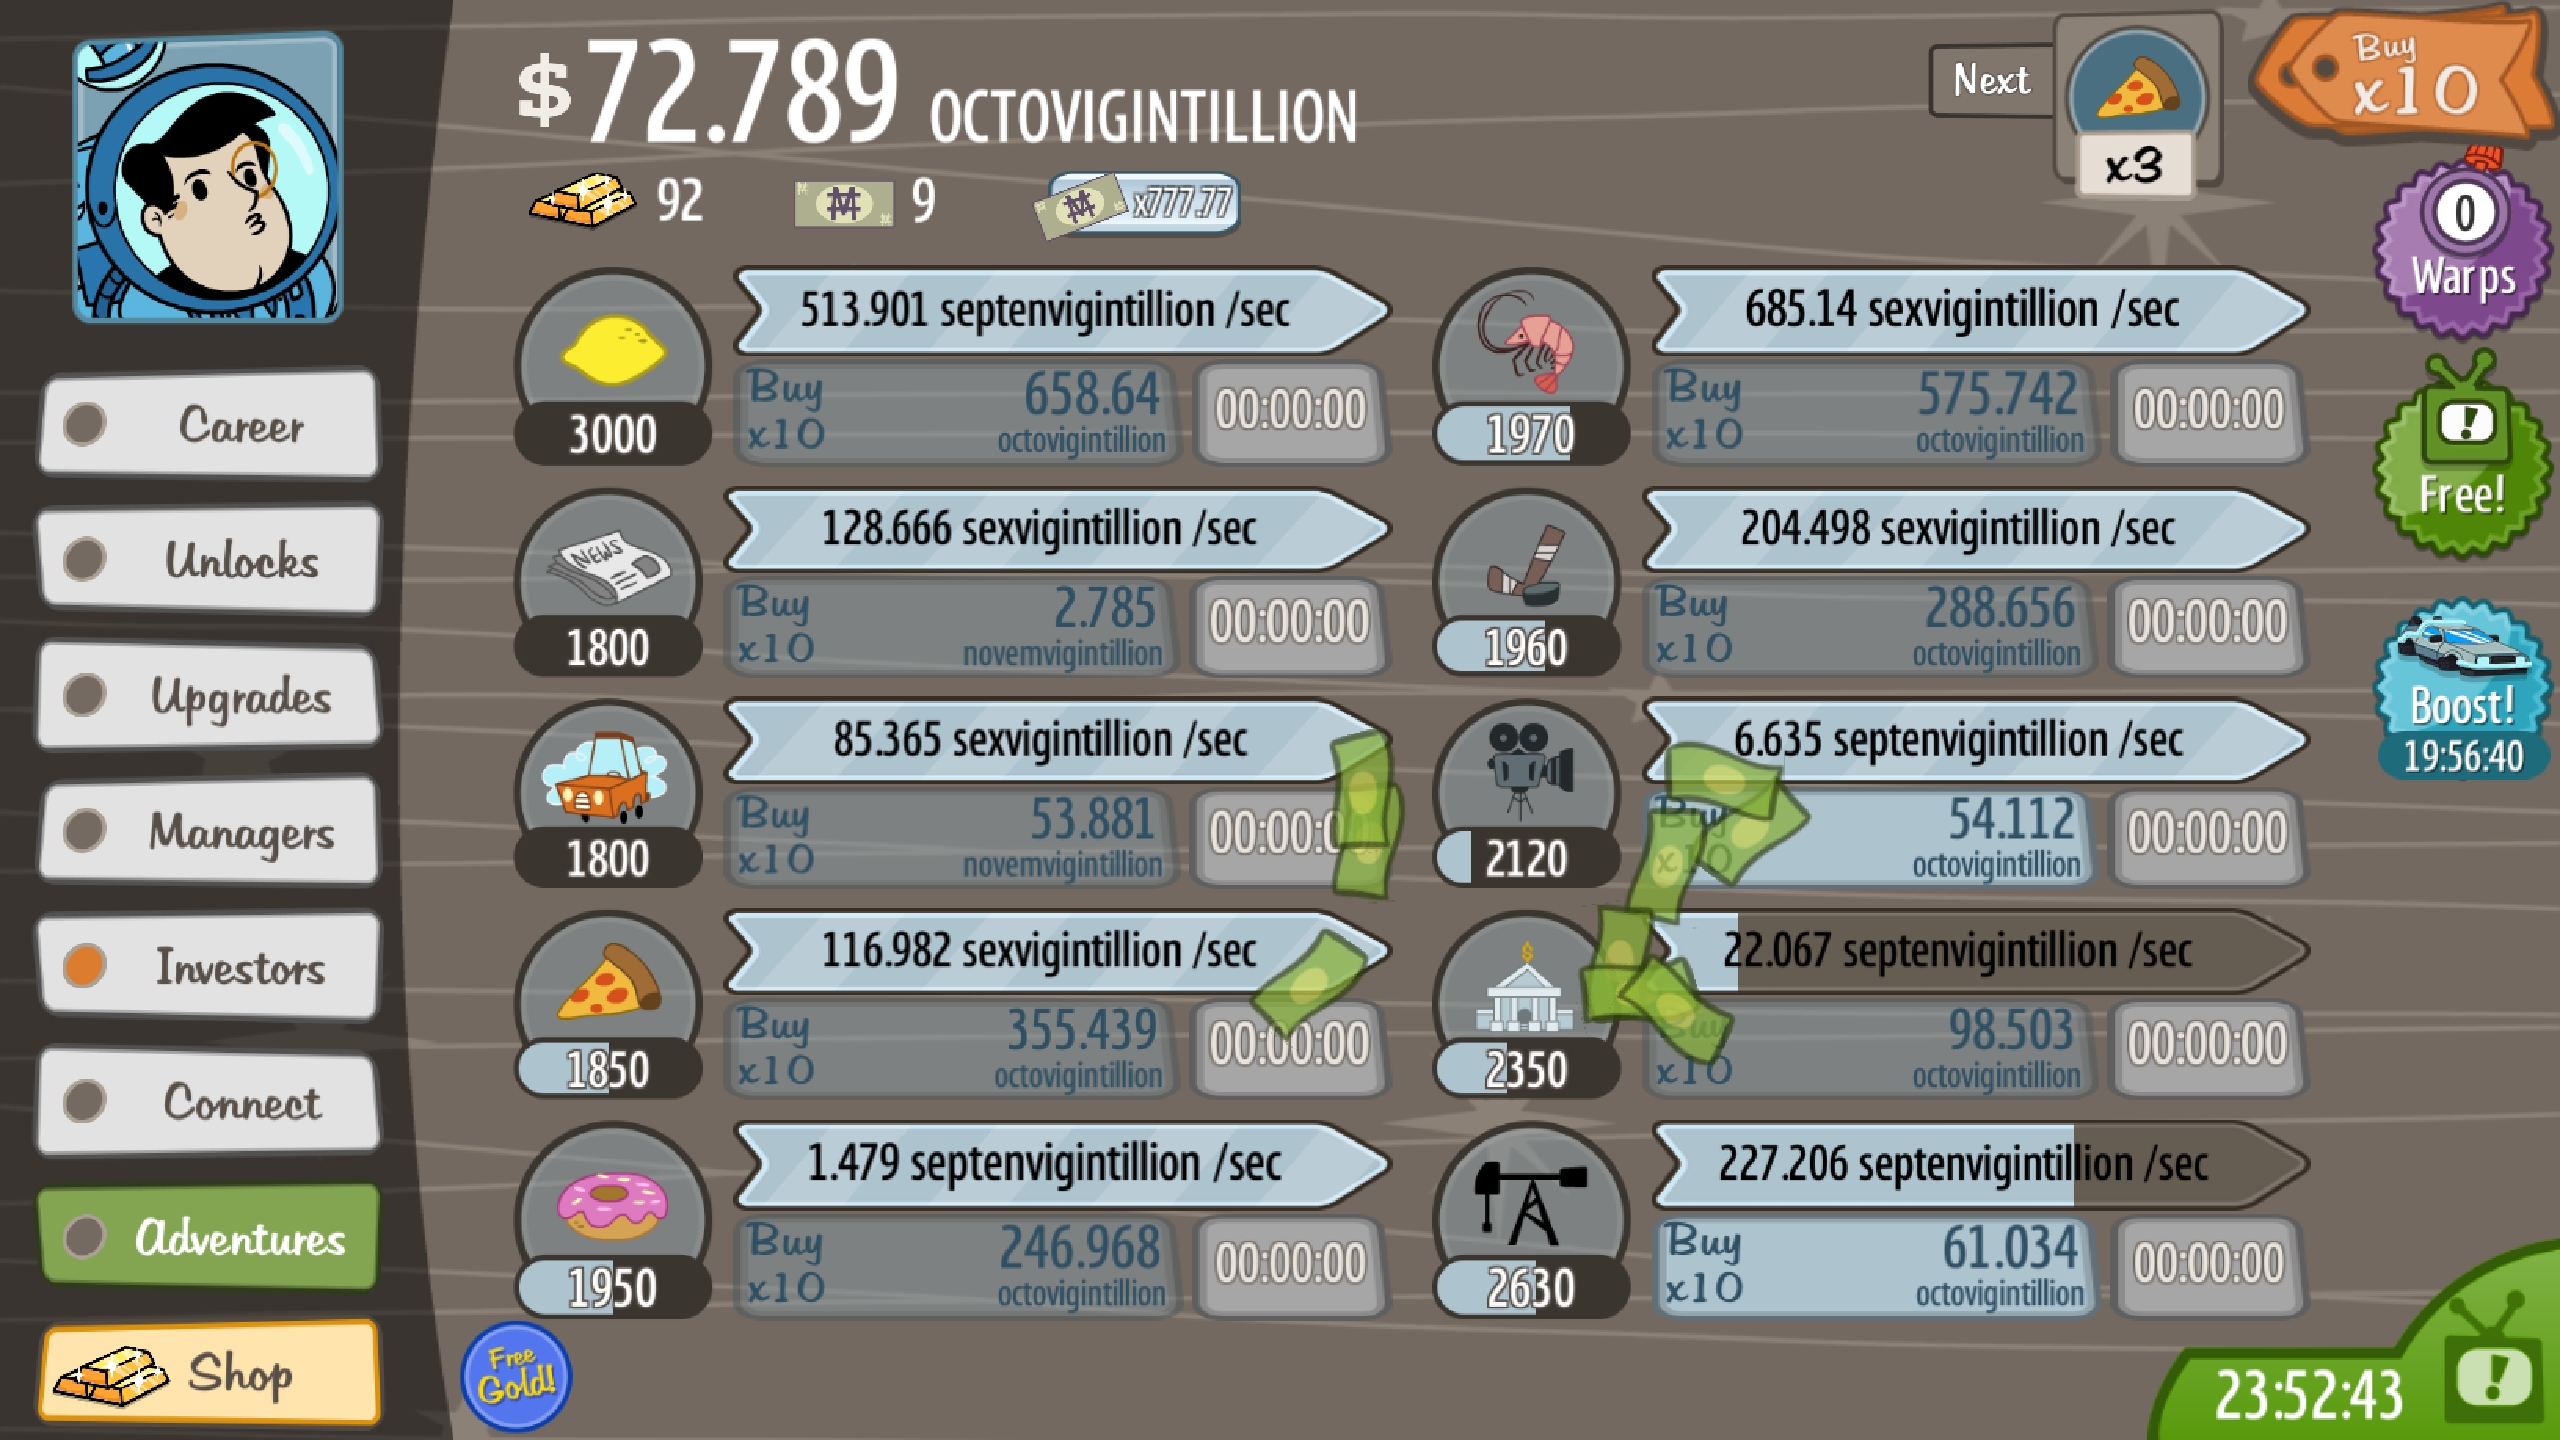 $72.789 OCTOVIGINTILLION
92
9
x777.77
Next
x3
Buy
x10
0
Warps
Free!
Boost!
19:56:40
Career
Unlocks
Upgrades
Managers
Investors
Connect
Adventures
Shop
513.901 septenvigintillion /sec
3000
Buy
x10
658.64
octovigintillion
00:00:00
NEWS
128.666 sexvigintillion /sec
1800
Buy
x10
2.785
novemvigintillion
00:00:00
85.365 sexvigintillion /sec
1800
Buy
x10
53.881
novemvigintillion
00:00:0
116.982 sexvigintillion /sec
1850
Buy
x10
355.439
octovigintillion
00:00:00
1.479 septenvigintillion /sec
1950
Buy
x10
246.968
octovigintillion
00:00:00
685.14 sexvigintillion /sec
1970
Buy
x10
575.742
octovigintillion
00:00:00
204.498 sexvigintillion /sec
1960
Buy
x10
288.656
octovigintillion
00:00:00
6.635 septenvigintillion /sec
2120
Buy
x10
54.112
octovigintillion
00:00:00
22.067 septenvigintillion /sec
2350
Buy
x10
98.503
octovigintillion
00:00:00
227.206 septenvigintillion /sec
2630
Buy
x10
61.034
octovigintillion
00:00:00
Free
Gold!
23:52:43